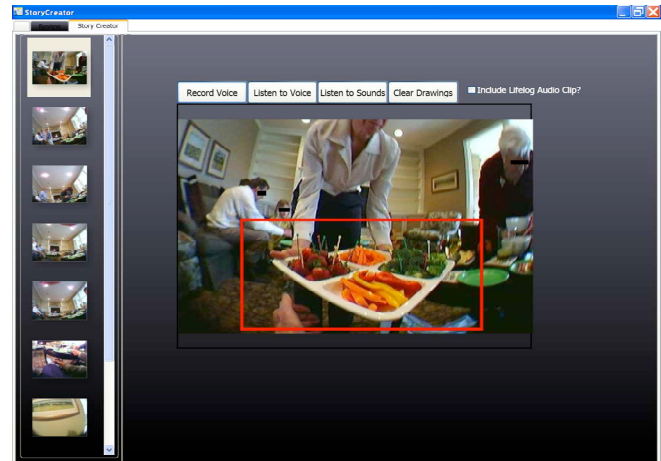 StoryCreator
Story Creator
Record Voice
Listen to Voice
Listen to Sounds
Clear Drawings
Include Lifelog Audio Clip?